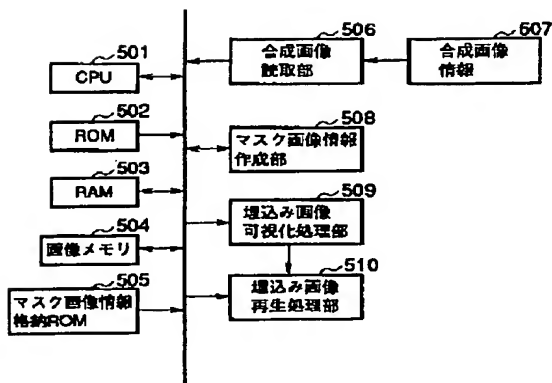 501
CPU
502
ROM
503
RAM
504
画像メモリ
505
マスク画像情報
格納ROM
506
合成画像
読取部
507
合成画像
情報
508
マスク画像情報
作成部
509
埋込み画像
可視化処理部
510
埋込み画像
再生処理部